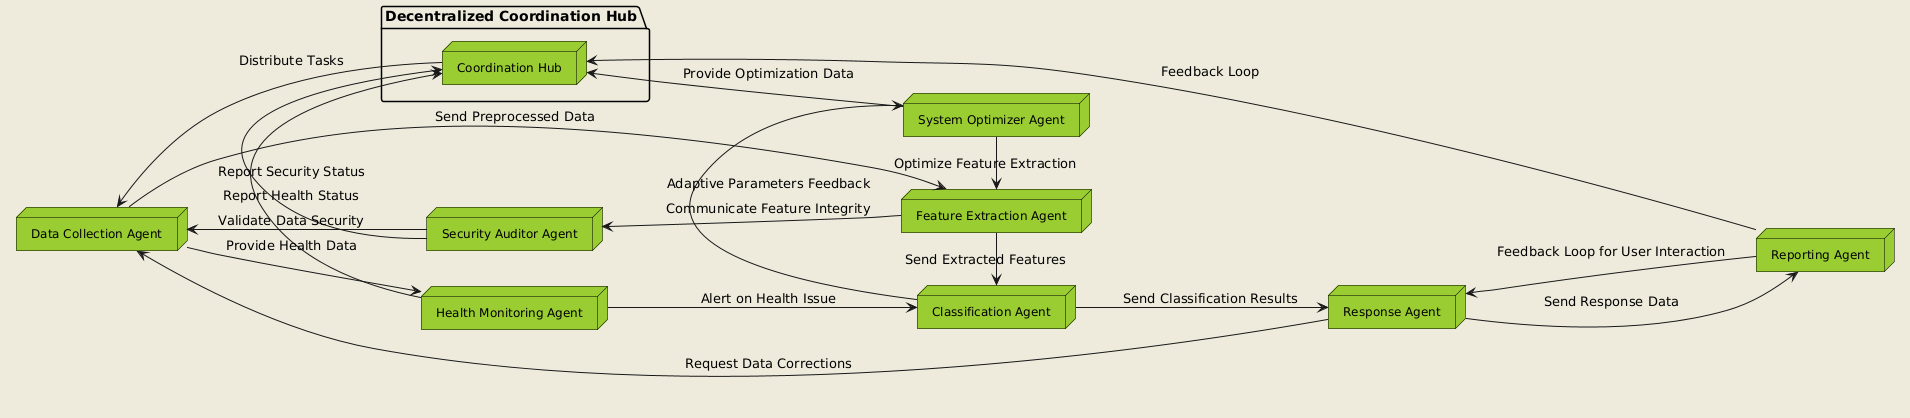 Decentralized Coordination Hub
Distribute Tasks
Coordination Hub
Provide Optimization Data
Feedback Loop
Send Preprocessed Data
System Optimizer Agent
Optimize Feature Extraction
Report Security Status
Adaptive Parameters Feedback
Report Health Status
Communicate Feature Integrity
Feature Extraction Agent
Validate Data Security
Data Collection Agent
Security Auditor Agent
Provide Health Data
Feedback Loop for User Interaction
Reporting Agent
Send Extracted Features
Alert on Health Issue
Send Classification Results
Send Response Data
Health Monitoring Agent
Classification Agent
Response Agent
Request Data Corrections